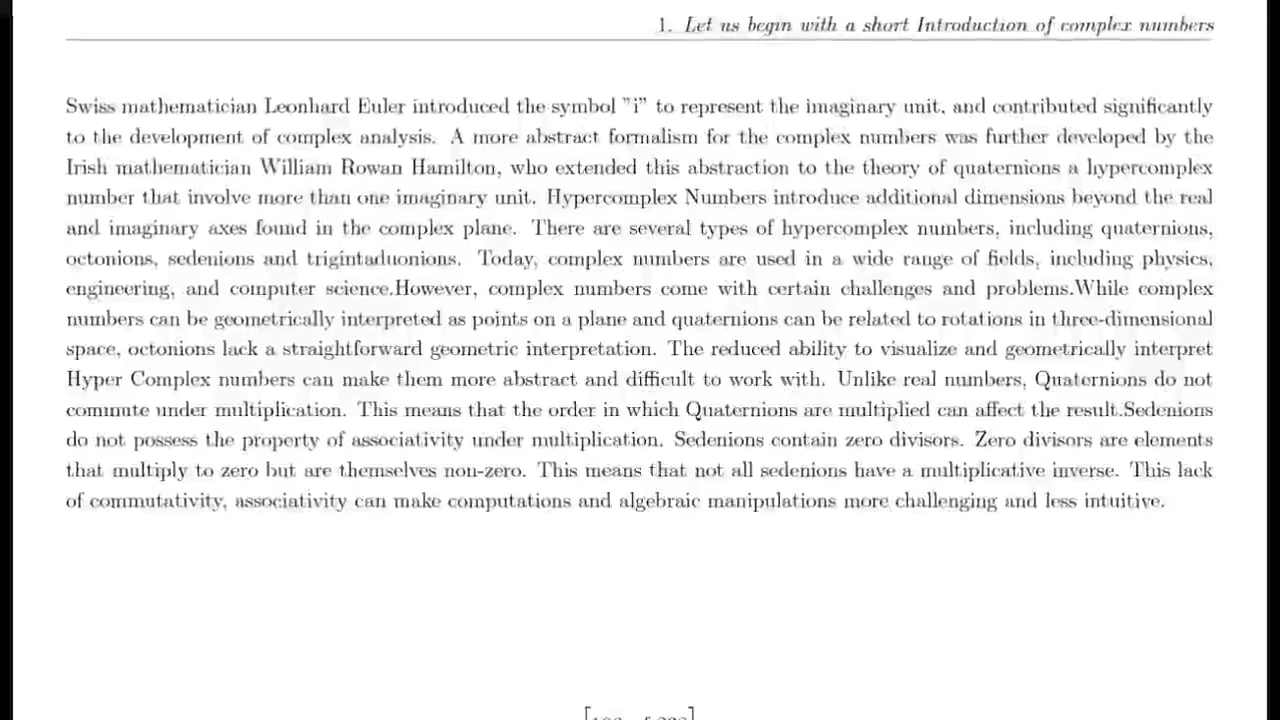 1. Let us begin with a short Introduction of complex numbers
Swiss mathematician Leonhard Euler introduced the symbol "i" to represent the imaginary unit, and contributed significantly
to the development of complex analysis. A more abstract formalism for the complex numbers was further developed by the
Irish mathematician William Rowan Hamilton, who extended this abstraction to the theory of quaternions a hypercomplex
number that involve more than one imaginary unit. Hypercomplex Numbers introduce additional dimensions beyond the real
and imaginary axes found in the complex plane. There are several types of hypercomplex numbers, including quaternions,
octonions, sedenions and trigintaduonions. Today, complex numbers are used in a wide range of fields, including physics,
engineering, and computer science.However, complex numbers come with certain challenges and problems.While complex
numbers can be geometrically interpreted as points on a plane and quaternions can be related to rotations in three-dimensional
space, octonions lack a straightforward geometric interpretation. The reduced ability to visualize and geometrically interpret
Hyper Complex numbers can make them more abstract and difficult to work with. Unlike real numbers, Quaternions do not
commute under multiplication. This means that the order in which Quaternions are multiplied can affect the result.Sedenions
do not possess the property of associativity under multiplication. Sedenions contain zero divisors. Zero divisors are elements
that multiply to zero but are themselves non-zero. This means that not all sedenions have a multiplicative inverse. This lack
of commutativity, associativity can make computations and algebraic manipulations more challenging and less intuitive.